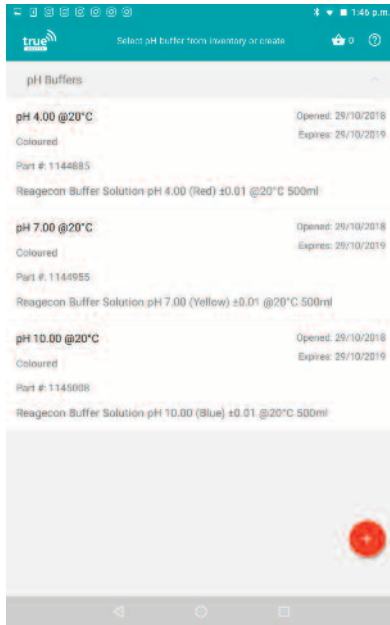 1:46 p.m.
true
Select pH buffer from inventory or create
0
pH Buffers
pH 4.00 @20°C
Opened: 29/10/2018
Coloured
Expires: 29/10/2019
Part #: 1144885
Reagecon Buffer Solution pH 4.00 (Red) ±0.01 @20°C 500ml
pH 7.00 @20°C
Opened: 29/10/2018
Coloured
Expires: 29/10/2019
Part #: 1144955
Reagecon Buffer Solution pH 7.00 (Yellow) ±0.01 @20°C 500ml
pH 10.00 @20°C
Opened: 29/10/2018
Coloured
Expires: 29/10/2019
Part #: 1145008
Reagecon Buffer Solution pH 10.00 (Blue) ±0.01 @20°C 500ml